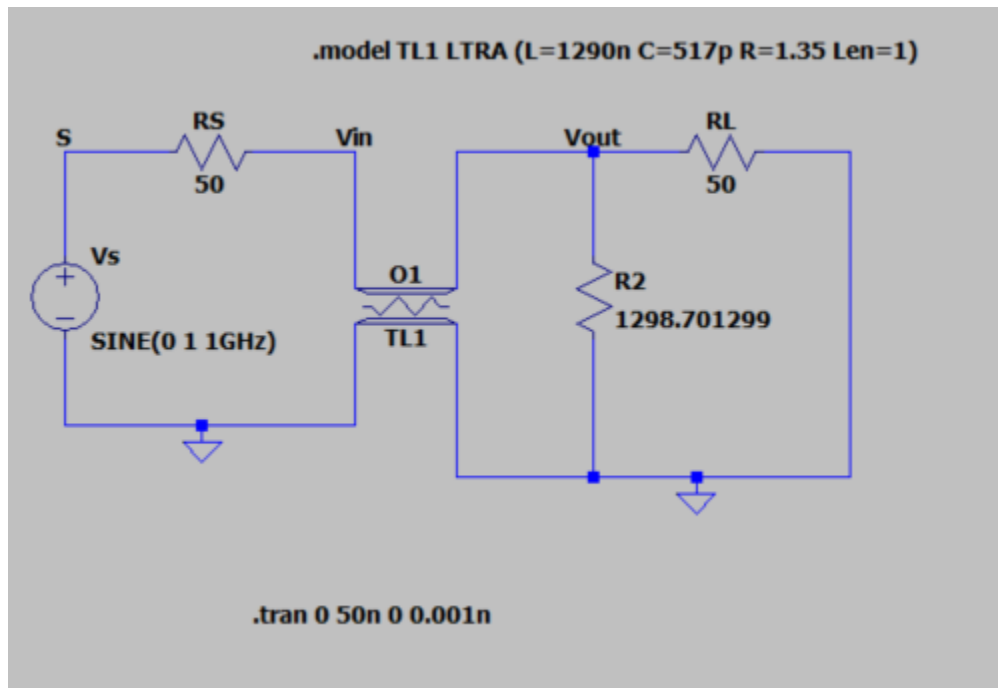 .model TL1 LTRA (L=1290n C=517p R=1.35 Len=1)
S
RS
50
Vin
Vout
RL
50
Vs
SINE(0 1 1GHz)
O1
TL1
R2
1298.701299
.tran 0 50n 0 0.001n